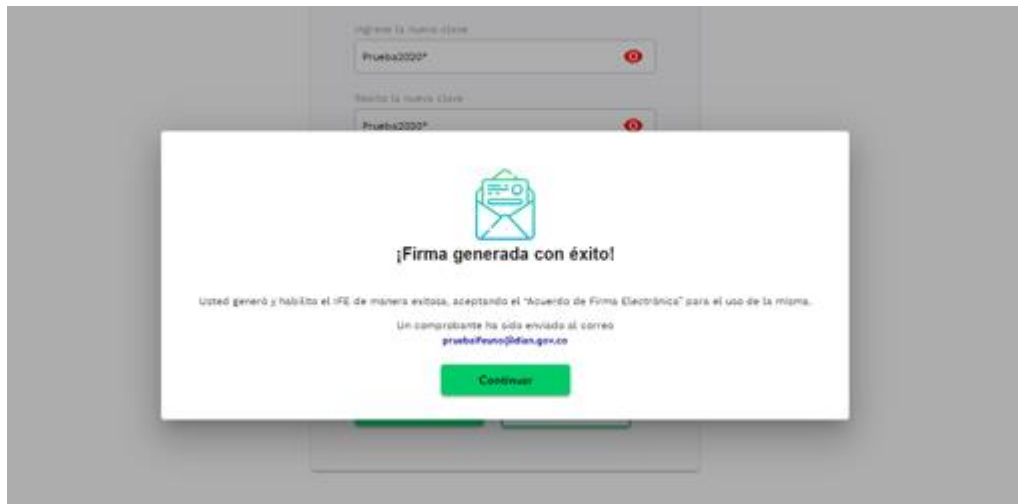 Ingrese la nueva clave
Prueba2020*
Repita la nueva clave
Prueba2020*
¡Firma generada con éxito!
Usted generó y habilito el IFE de manera exitosa, aceptando el "Acuerdo de Firma Electrónica" para el uso de la misma.
Un comprobante ha sido enviado al correo
pruebaifeuno@dian.gov.co
Continuar